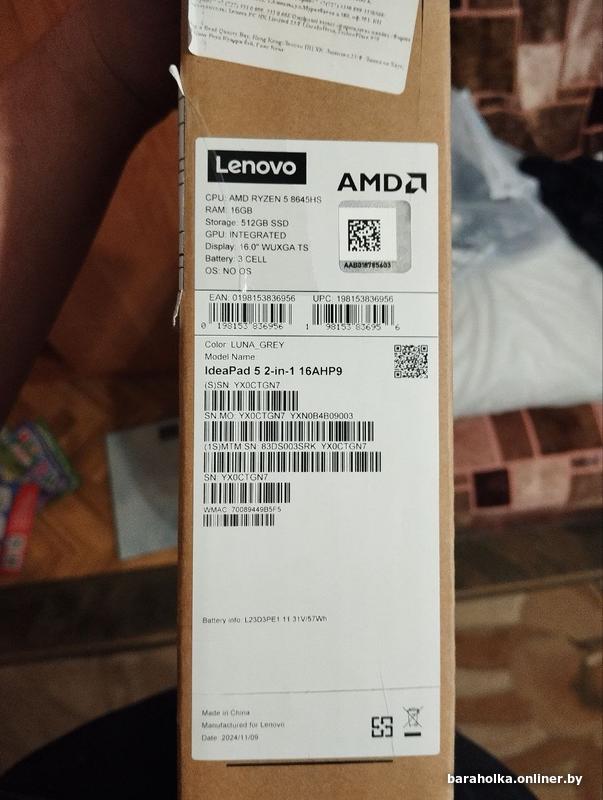 Lenovo
AMD
CPU: AMD RYZEN 5 8645HS
RAM: 16GB
Storage: 512GB SSD
GPU: INTEGRATED
Display: 16.0" WUXGA TS
Battery: 3 CELL
OS: NO OS
AAB018785603
EAN: 0198153836956 UPC: 198153836956
0 198153 836956 1 98153 83695 6
Color: LUNA_GREY
Model Name
IdeaPad 5 2-in-1 16AHP9
(S)SN: YX0CTGN7
SN,MO: YX0CTGN7 YXN0B4B09003
(1S)MTM SN: 83DS003SRK YX0CTGN7
SN: YX0CTGN7
WMAC: 70089449B5F5
Battery info: L23D3PE1 11.31V/57Wh
Made in China
Manufactured for Lenovo
Date: 2024/11/09
baraholka.onliner.by